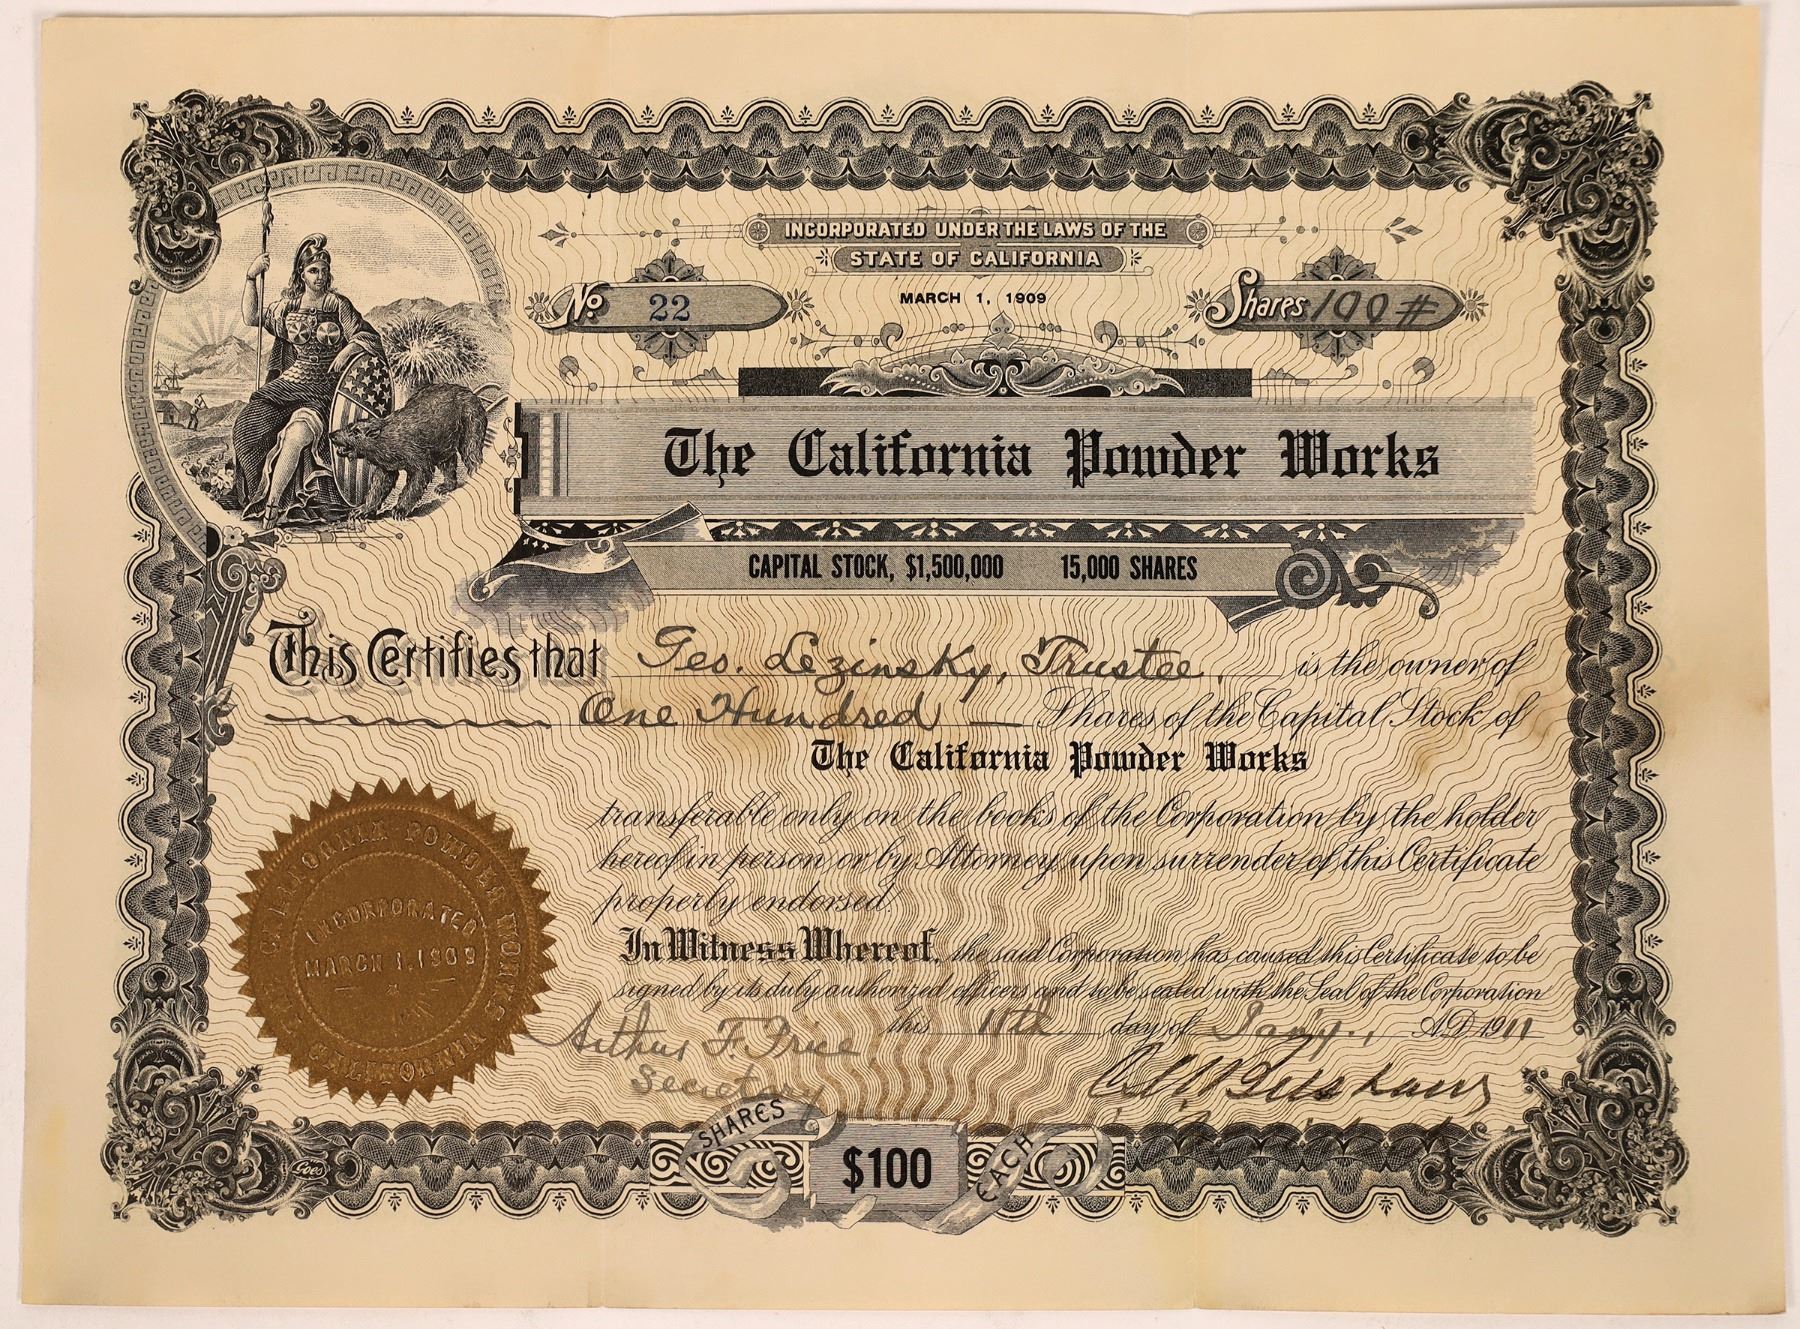 INCORPORATED UNDER THE LAWS OF THE
STATE OF CALIFORNIA
MARCH 1, 1909
No. 22
Shares 100 #
The California Powder Works
CAPITAL STOCK, $1,500,000 15,000 SHARES
This Certifies that Geo. Lezinsky, Trustee, is the owner of
One Hundred — Shares of the Capital Stock of
The California Powder Works
transferable only on the books of the Corporation by the holder
hereof in person or by Attorney upon surrender of this Certificate
properly endorsed.
In Witness Whereof, the said Corporation has caused this Certificate to be
signed by its duly authorized officers and to be sealed with the Seal of the Corporation
this 11th day of Jan'y., A.D. 1911
Arthur F. Price
Secretary
THE CALIFORNIA POWDER WORKS
INCORPORATED
MARCH 1, 1909
CALIFORNIA
SHARES
$100
EACH
Goes